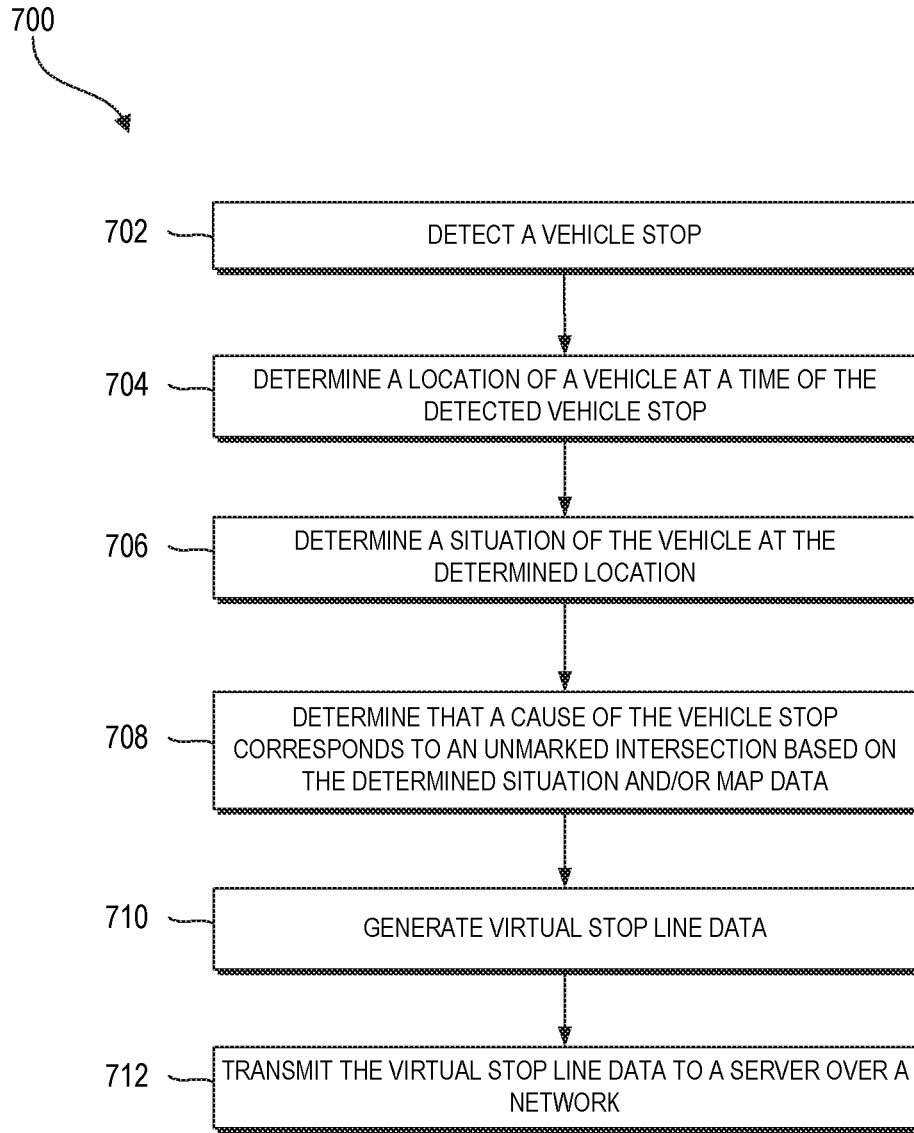 700
702
DETECT A VEHICLE STOP
704
DETERMINE A LOCATION OF A VEHICLE AT A TIME OF THE
DETECTED VEHICLE STOP
706
DETERMINE A SITUATION OF THE VEHICLE AT THE
DETERMINED LOCATION
708
DETERMINE THAT A CAUSE OF THE VEHICLE STOP
CORRESPONDS TO AN UNMARKED INTERSECTION BASED ON
THE DETERMINED SITUATION AND/OR MAP DATA
710
GENERATE VIRTUAL STOP LINE DATA
712
TRANSMIT THE VIRTUAL STOP LINE DATA TO A SERVER OVER A
NETWORK